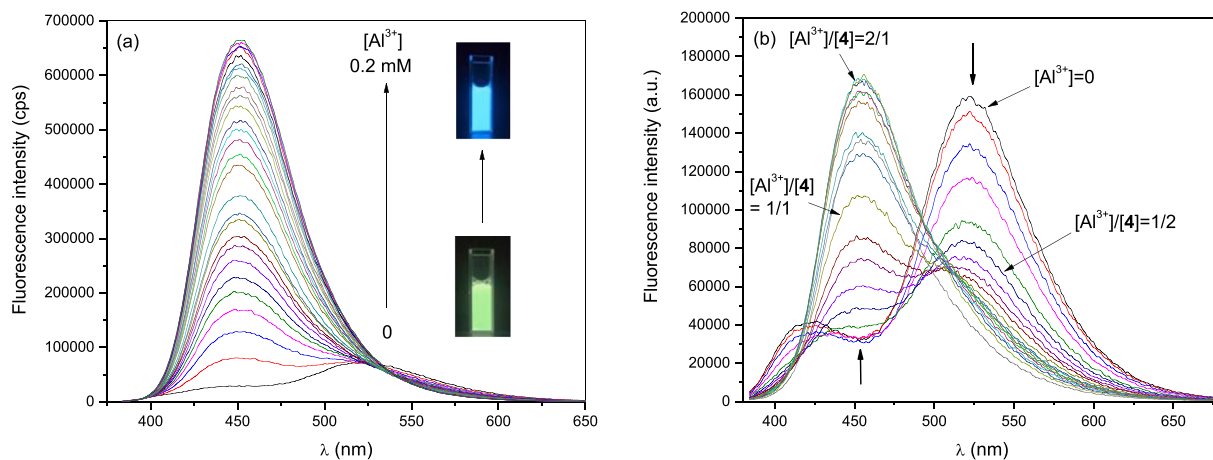 (a)
[Al³⁺]
0.2 mM
0
Fluorescence intensity (cps)
700000
600000
500000
400000
300000
200000
100000
0
400
450
500
550
600
650
λ (nm)
(b)
[Al³⁺]/[4]=2/1
[Al³⁺]=0
[Al³⁺]/[4]
= 1/1
[Al³⁺]/[4]=1/2
Fluorescence intensity (a.u.)
200000
180000
160000
140000
120000
100000
80000
60000
40000
20000
0
400
450
500
550
600
650
λ (nm)